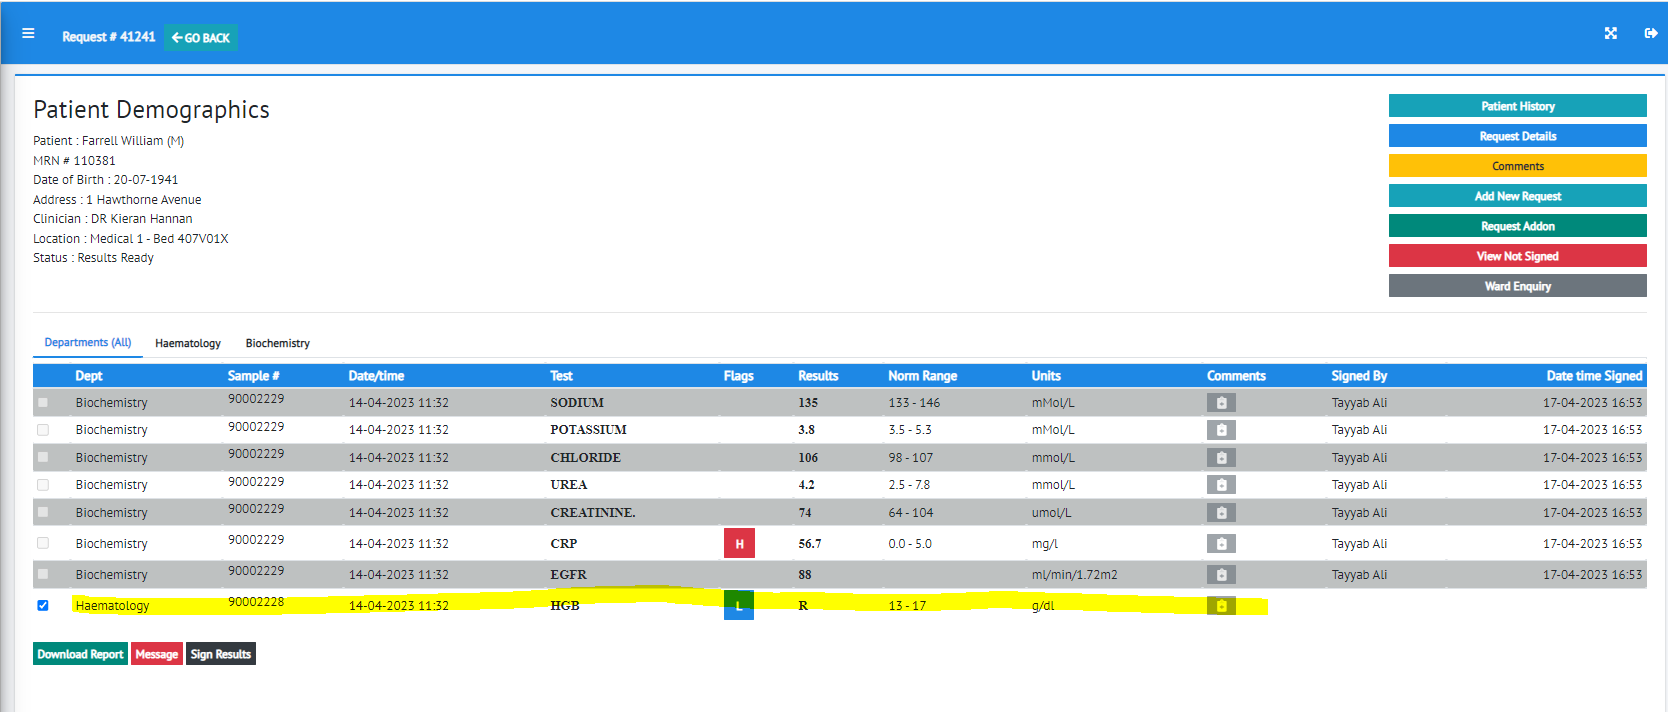 Request # 41241 GO BACK
Patient Demographics
Patient : Farrell William (M)
MRN # 110381
Date of Birth : 20-07-1941
Address : 1 Hawthorne Avenue
Clinician : DR Kieran Hannan
Location : Medical 1 - Bed 407V01X
Status : Results Ready
Patient History
Request Details
Comments
Add New Request
Request Addon
View Not Signed
Ward Enquiry
Departments (All) Haematology Biochemistry
Dept Sample # Date/time Test Flags Results Norm Range Units Comments Signed By Date time Signed
Biochemistry 90002229 14-04-2023 11:32 SODIUM 135 133 - 146 mMol/L Tayyab Ali 17-04-2023 16:53
Biochemistry 90002229 14-04-2023 11:32 POTASSIUM 3.8 3.5 - 5.3 mMol/L Tayyab Ali 17-04-2023 16:53
Biochemistry 90002229 14-04-2023 11:32 CHLORIDE 106 98 - 107 mmol/L Tayyab Ali 17-04-2023 16:53
Biochemistry 90002229 14-04-2023 11:32 UREA 4.2 2.5 - 7.8 mmol/L Tayyab Ali 17-04-2023 16:53
Biochemistry 90002229 14-04-2023 11:32 CREATININE. 74 64 - 104 umol/L Tayyab Ali 17-04-2023 16:53
Biochemistry 90002229 14-04-2023 11:32 CRP H 56.7 0.0 - 5.0 mg/l Tayyab Ali 17-04-2023 16:53
Biochemistry 90002229 14-04-2023 11:32 EGFR 88 ml/min/1.72m2 Tayyab Ali 17-04-2023 16:53
Haematology 90002228 14-04-2023 11:32 HGB L R 13 - 17 g/dl
Download Report Message Sign Results